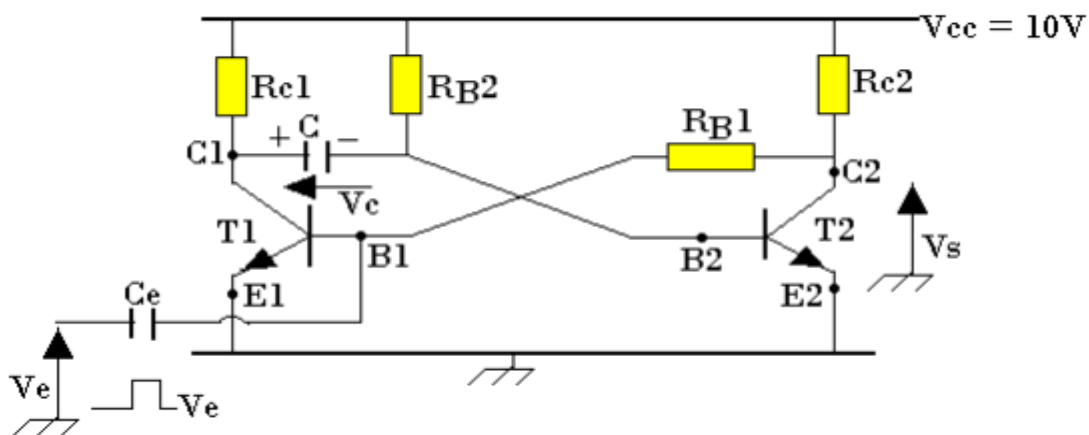 Vcc = 10V
Rc1
RB2
Rc2
RB1
+ C -
C1
C2
Vc
T1
T2
B1
B2
Vs
E1
E2
Ce
Ve
Ve